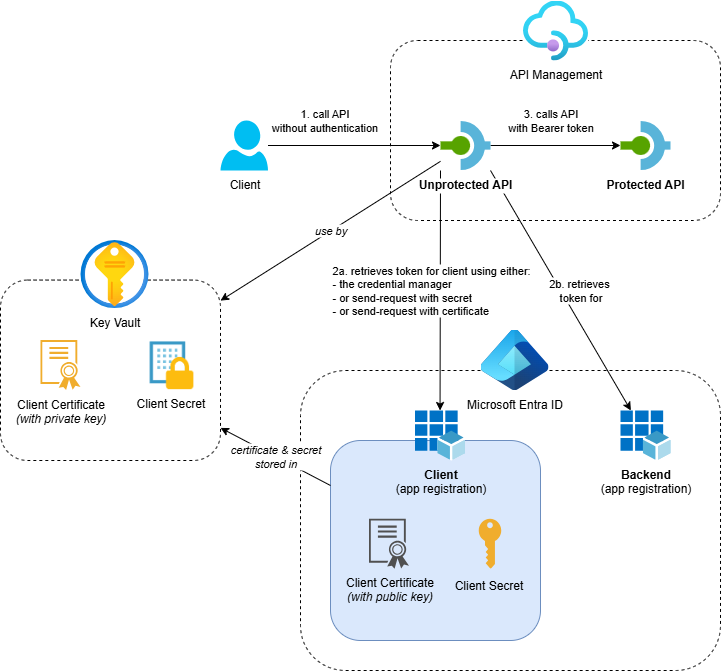 API Management
1. call API
without authentication
3. calls API
with Bearer token
Client
Unprotected API
Protected API
use by
2a. retrieves token for client using either:
- the credential manager
- or send-request with secret
- or send-request with certificate
2b. retrieves
token for
Key Vault
Client Certificate
(with private key)
Client Secret
Microsoft Entra ID
certificate & secret
stored in
Client
(app registration)
Backend
(app registration)
Client Certificate
(with public key)
Client Secret